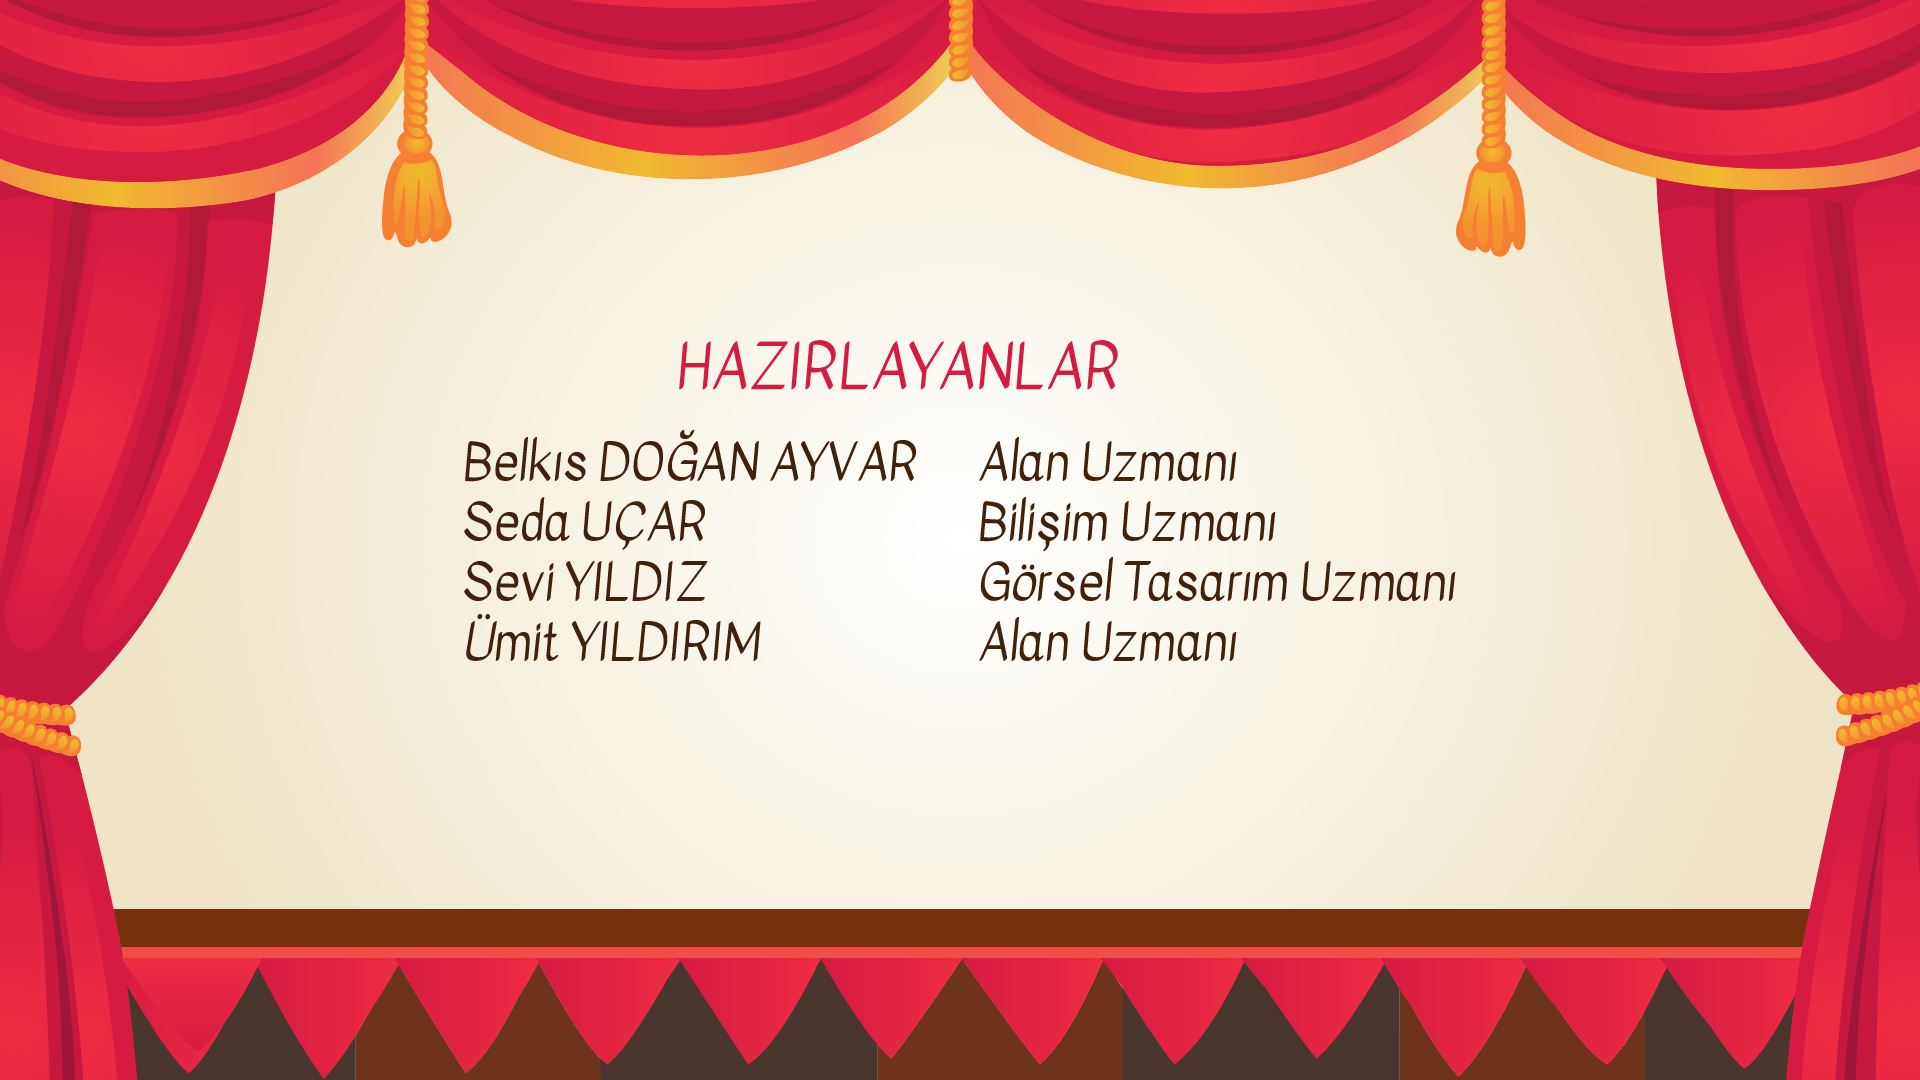 HAZIRLAYANLAR
Belkıs DOĞAN AYVAR Alan Uzmanı
Seda UÇAR Bilişim Uzmanı
Sevi YILDIZ Görsel Tasarım Uzmanı
Ümit YILDIRIM Alan Uzmanı